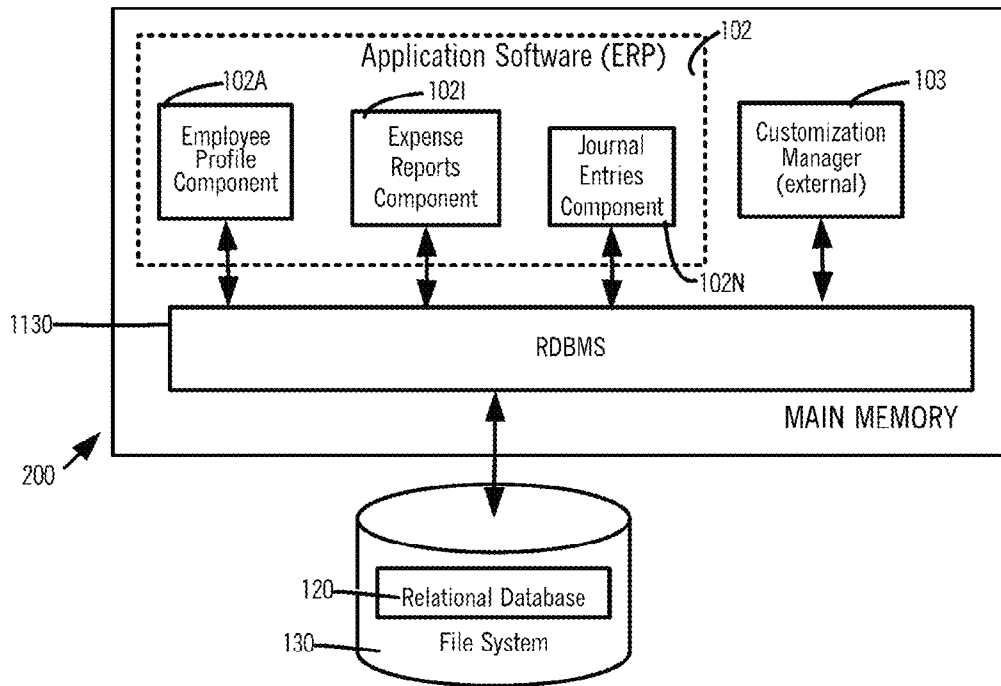 Application Software (ERP)
102
102A
102I
103
Employee
Profile
Component
Expense
Reports
Component
Journal
Entries
Component
Customization
Manager
(external)
102N
1130
RDBMS
MAIN MEMORY
200
120
Relational Database
130
File System